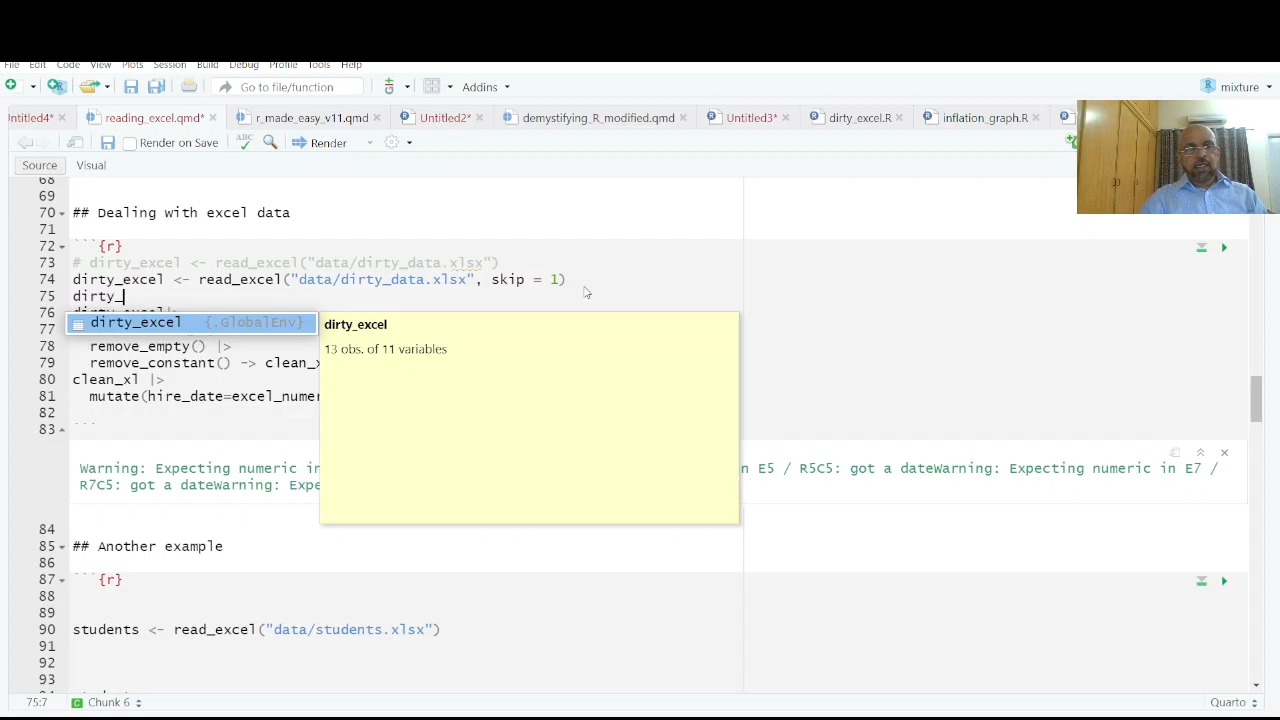 File Edit Code View Plots Session Build Debug Profile Tools Help
Go to file/function Addins mixture
Untitled4* reading_excel.qmd* r_made_easy_v11.qmd Untitled2* demystifying_R_modified.qmd Untitled3* dirty_excel.R inflation_graph.R
Render on Save ABC Render
Source Visual
68
69
70 ## Dealing with excel data
71
72 ```{r}
73 # dirty_excel <- read_excel("data/dirty_data.xlsx")
74 dirty_excel <- read_excel("data/dirty_data.xlsx", skip = 1)
75 dirty_
76 dirty_excel|>
dirty_excel {.GlobalEnv} dirty_excel
13 obs. of 11 variables
78 remove_empty() |>
79 remove_constant() -> clean_x
80 clean_xl |>
81 mutate(hire_date=excel_numer
82
83 ```
Warning: Expecting numeric in n E5 / R5C5: got a dateWarning: Expecting numeric in E7 /
R7C5: got a dateWarning: Expe
84
85 ## Another example
86
87 ```{r}
88
89
90 students <- read_excel("data/students.xlsx")
91
92
93
75:7 Chunk 6 Quarto